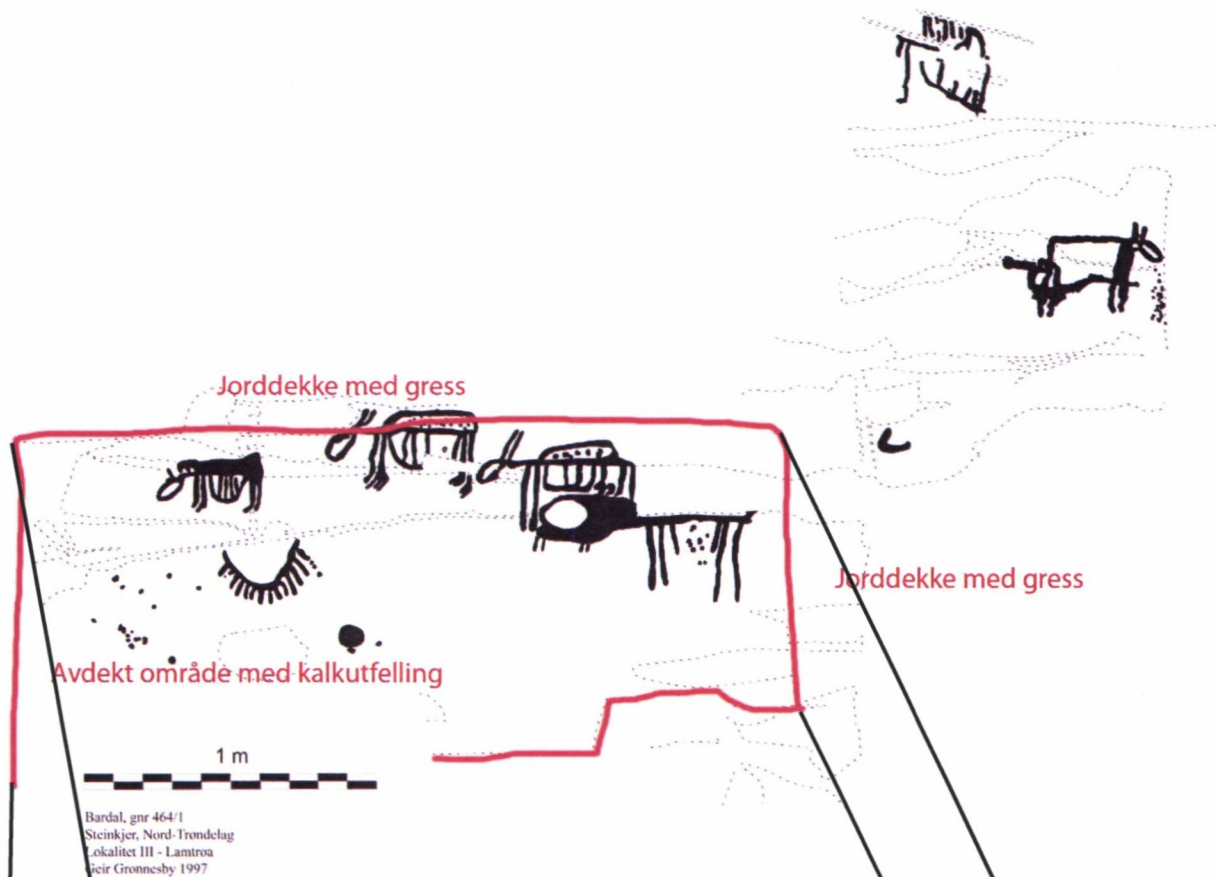 Jorddekke med gress
Jorddekke med gress
Avdekt område med kalkutfelling
1 m
Bardal, gnr 464/1
Steinkjer, Nord-Trøndelag
Lokalitet III - Lamtrøa
Geir Grønnesby 1997